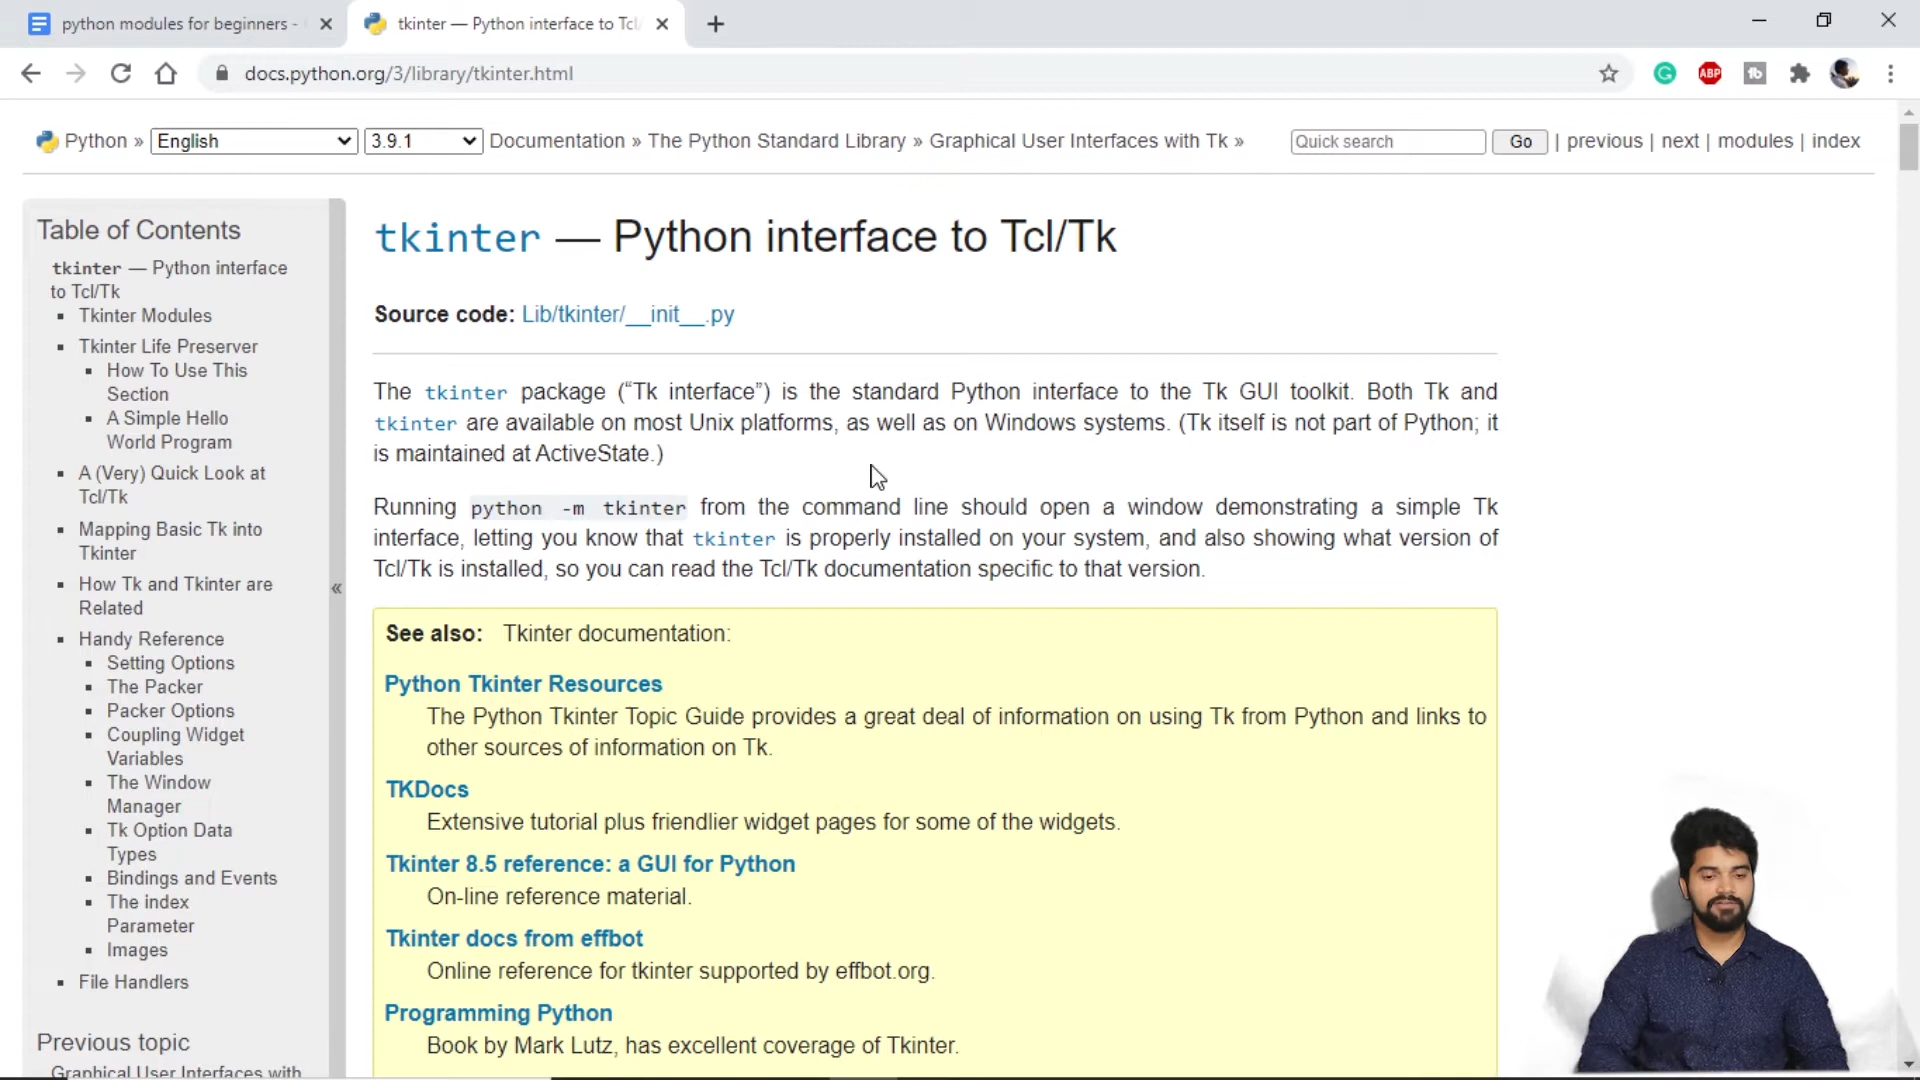 python modules for beginners -
tkinter — Python interface to Tcl/
docs.python.org/3/library/tkinter.html
ABP
Python » English 3.9.1 Documentation » The Python Standard Library » Graphical User Interfaces with Tk » Quick search Go | previous | next | modules | index
Table of Contents
tkinter — Python interface
to Tcl/Tk
Tkinter Modules
Tkinter Life Preserver
How To Use This
Section
A Simple Hello
World Program
A (Very) Quick Look at
Tcl/Tk
Mapping Basic Tk into
Tkinter
How Tk and Tkinter are
Related
Handy Reference
Setting Options
The Packer
Packer Options
Coupling Widget
Variables
The Window
Manager
Tk Option Data
Types
Bindings and Events
The index
Parameter
Images
File Handlers
Previous topic
Graphical User Interfaces with
«
tkinter — Python interface to Tcl/Tk
Source code: Lib/tkinter/__init__.py
The tkinter package (“Tk interface”) is the standard Python interface to the Tk GUI toolkit. Both Tk and
tkinter are available on most Unix platforms, as well as on Windows systems. (Tk itself is not part of Python; it
is maintained at ActiveState.)
Running python -m tkinter from the command line should open a window demonstrating a simple Tk
interface, letting you know that tkinter is properly installed on your system, and also showing what version of
Tcl/Tk is installed, so you can read the Tcl/Tk documentation specific to that version.
See also: Tkinter documentation:
Python Tkinter Resources
The Python Tkinter Topic Guide provides a great deal of information on using Tk from Python and links to
other sources of information on Tk.
TKDocs
Extensive tutorial plus friendlier widget pages for some of the widgets.
Tkinter 8.5 reference: a GUI for Python
On-line reference material.
Tkinter docs from effbot
Online reference for tkinter supported by effbot.org.
Programming Python
Book by Mark Lutz, has excellent coverage of Tkinter.